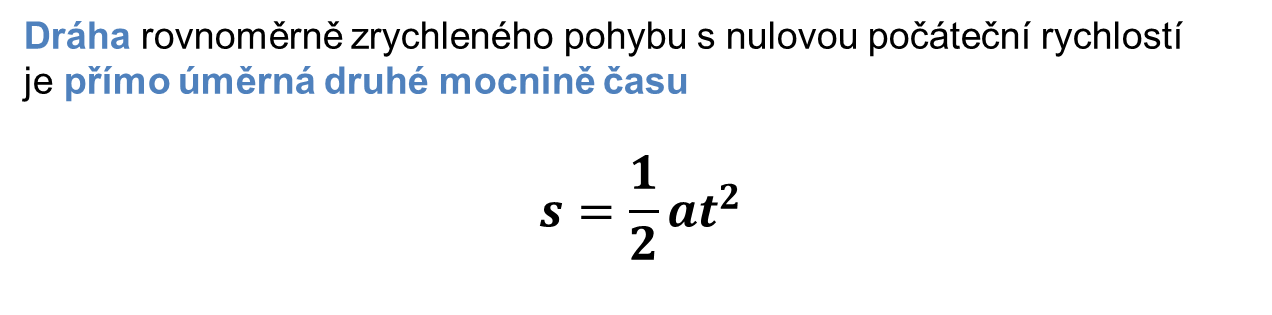 Dráha rovnoměrně zrychleného pohybu s nulovou počáteční rychlostí
je přímo úměrná druhé mocnině času
s = 1/2 at²